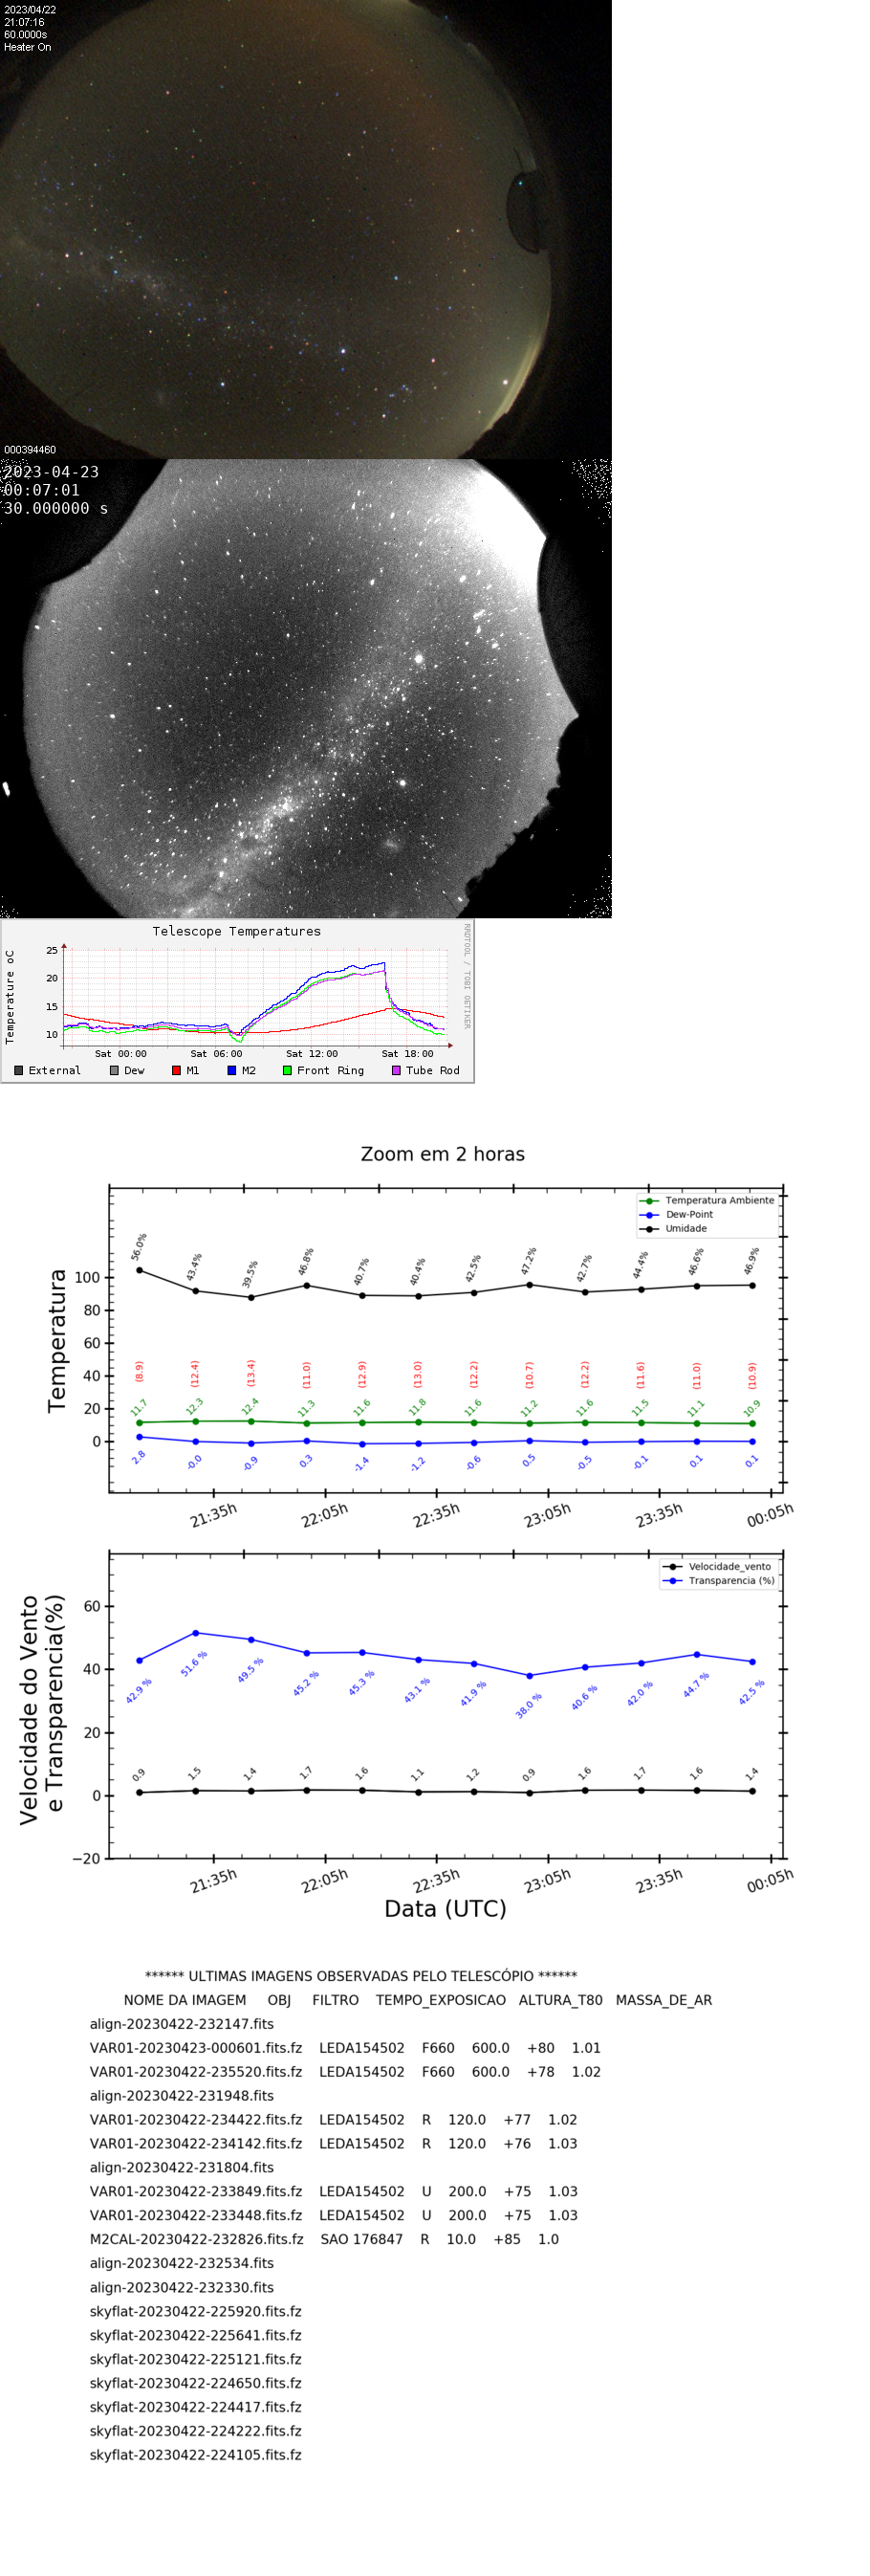 2023/04/22
21:07:16
60.0000s
Heater On
000394460
2023-04-23
00:07:01
30.000000 s
Telescope Temperatures
RRDTOOL / TOBI OETIKER
Temperature oC
25
20
15
10
Sat 00:00 Sat 06:00 Sat 12:00 Sat 18:00
External Dew M1 M2 Front Ring Tube Rod
Zoom em 2 horas
Temperatura Ambiente
Dew-Point
Umidade
Temperatura
100
80
60
40
20
0
56.0% 43.4% 39.5% 46.8% 40.7% 40.4% 42.5% 47.2% 42.7% 44.4% 46.6% 46.9%
(8.9) (12.4) (13.4) (11.0) (12.9) (13.0) (12.2) (10.7) (12.2) (11.6) (11.0) (10.9)
11.7 12.3 12.4 11.3 11.6 11.8 11.6 11.2 11.6 11.5 11.1 10.9
2.8 -0.0 -0.9 0.3 -1.4 -1.2 -0.6 0.5 -0.5 -0.1 0.1 0.1
21:35h 22:05h 22:35h 23:05h 23:35h 00:05h
Velocidade_vento
Transparencia (%)
Velocidade do Vento
e Transparencia(%)
60
40
20
0
−20
42.9 % 51.6 % 49.5 % 45.2 % 45.3 % 43.1 % 41.9 % 38.0 % 40.6 % 42.0 % 44.7 % 42.5 %
0.9 1.5 1.4 1.7 1.6 1.1 1.2 0.9 1.6 1.7 1.6 1.4
21:35h 22:05h 22:35h 23:05h 23:35h 00:05h
Data (UTC)
****** ULTIMAS IMAGENS OBSERVADAS PELO TELESCÓPIO ******
NOME DA IMAGEM OBJ FILTRO TEMPO_EXPOSICAO ALTURA_T80 MASSA_DE_AR
align-20230422-232147.fits
VAR01-20230423-000601.fits.fz LEDA154502 F660 600.0 +80 1.01
VAR01-20230422-235520.fits.fz LEDA154502 F660 600.0 +78 1.02
align-20230422-231948.fits
VAR01-20230422-234422.fits.fz LEDA154502 R 120.0 +77 1.02
VAR01-20230422-234142.fits.fz LEDA154502 R 120.0 +76 1.03
align-20230422-231804.fits
VAR01-20230422-233849.fits.fz LEDA154502 U 200.0 +75 1.03
VAR01-20230422-233448.fits.fz LEDA154502 U 200.0 +75 1.03
M2CAL-20230422-232826.fits.fz SAO 176847 R 10.0 +85 1.0
align-20230422-232534.fits
align-20230422-232330.fits
skyflat-20230422-225920.fits.fz
skyflat-20230422-225641.fits.fz
skyflat-20230422-225121.fits.fz
skyflat-20230422-224650.fits.fz
skyflat-20230422-224417.fits.fz
skyflat-20230422-224222.fits.fz
skyflat-20230422-224105.fits.fz